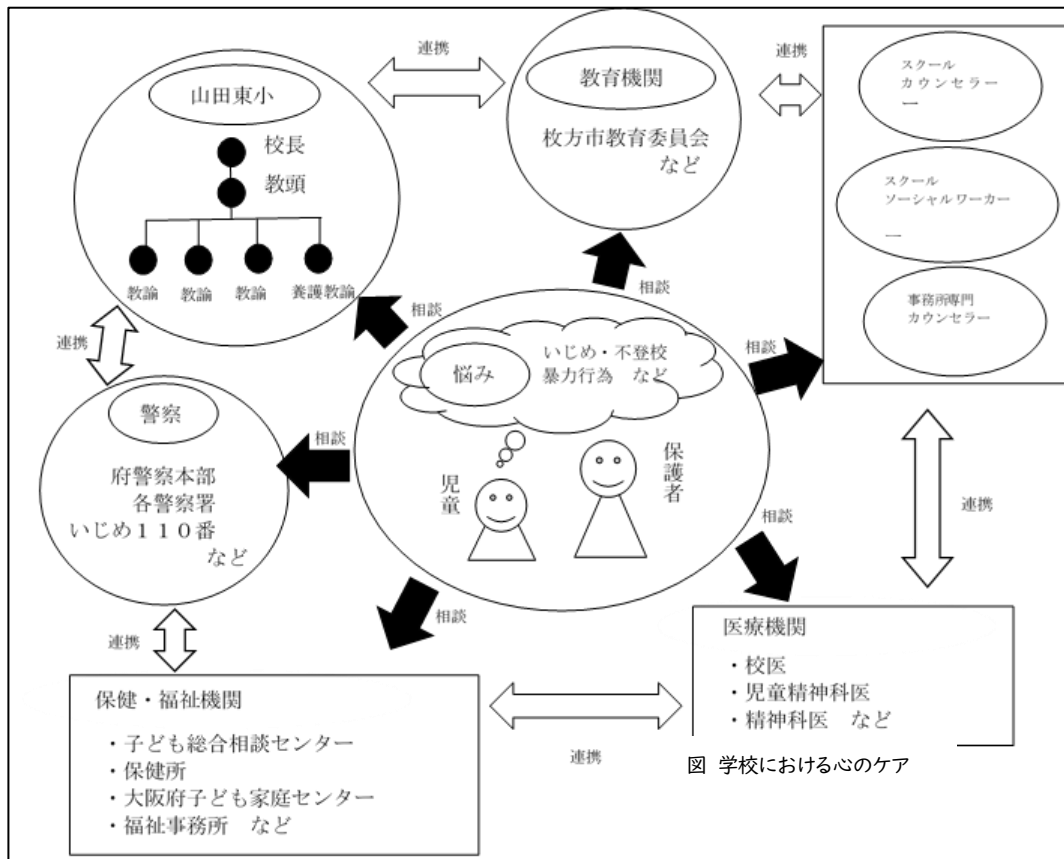 連携
連携
山田東小
校長
教頭
教論
教論
教論
養護教論
教育機関
枚方市教育委員会
など
スクール
カウンセラー
ー
スクール
ソーシャルワーカー
ー
事務所専門
カウンセラー
相談
相談
相談
連携
悩み
いじめ・不登校
暴力行為 など
児童
保護者
警察
府警察本部
各警察署
いじめ１１０番
など
相談
相談
相談
連携
連携
保健・福祉機関
・子ども総合相談センター
・保健所
・大阪府子ども家庭センター
・福祉事務所 など
連携
医療機関
・校医
・児童精神科医
・精神科医 など
図 学校における心のケア